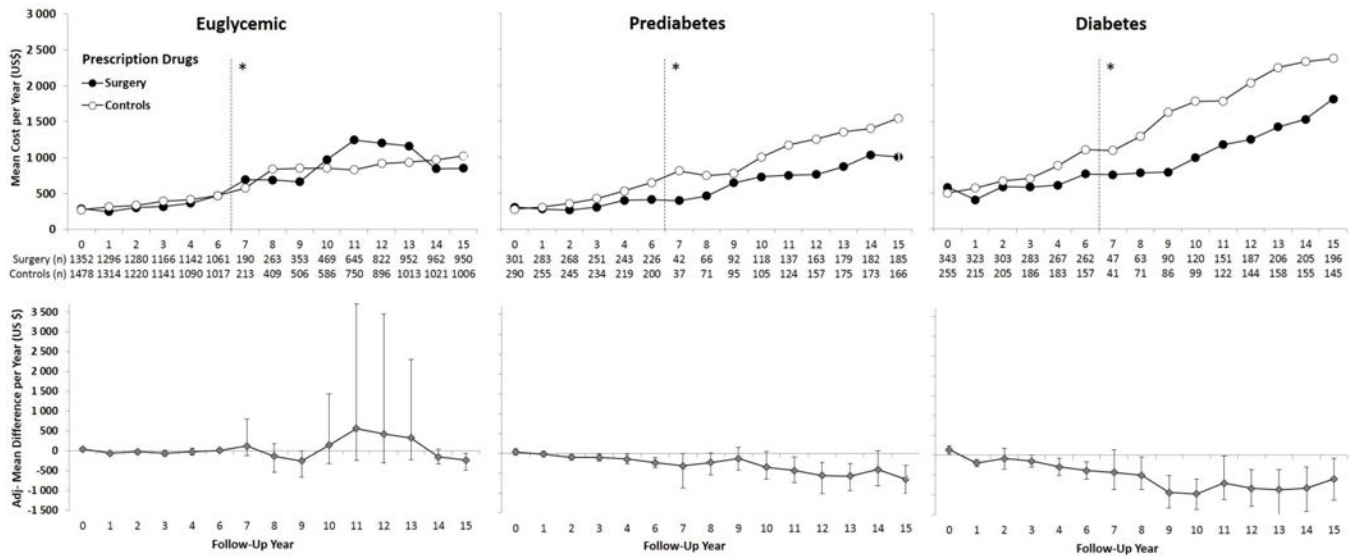 Euglycemic
Prediabetes
Diabetes
Mean Cost per Year (US$)
3 000
2 500
2 000
1 500
1 000
500
0
Prescription Drugs
Surgery
Controls
*
*
*
0 1 2 3 4 6 7 8 9 10 11 12 13 14 15
0 1 2 3 4 6 7 8 9 10 11 12 13 14 15
0 1 2 3 4 6 7 8 9 10 11 12 13 14 15
Surgery (n) 1352 1296 1280 1166 1142 1061 190 263 353 469 645 822 952 962 950
301 283 268 251 243 226 42 66 92 118 137 163 179 182 185
343 323 303 283 267 262 47 63 90 120 151 187 206 205 196
Controls (n) 1478 1314 1220 1141 1090 1017 213 409 506 586 750 896 1013 1021 1006
290 255 245 234 219 200 37 71 95 105 124 157 175 173 166
255 215 205 186 183 157 41 71 86 99 122 144 158 155 145
Adj- Mean Difference per Year (US $)
3 500
3 000
2 500
2 000
1 500
1 000
500
0
-500
-1 000
-1 500
0 1 2 3 4 6 7 8 9 10 11 12 13 14 15
0 1 2 3 4 6 7 8 9 10 11 12 13 14 15
0 1 2 3 4 6 7 8 9 10 11 12 13 14 15
Follow-Up Year
Follow-Up Year
Follow-Up Year